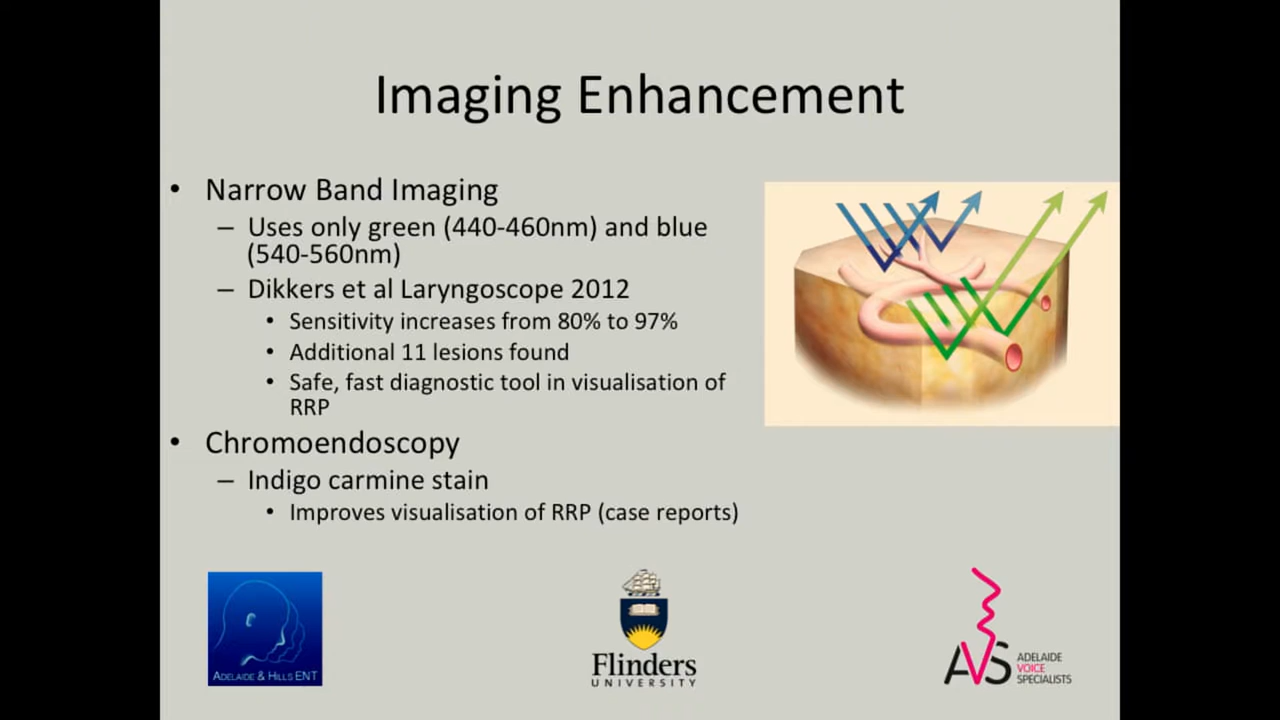 Imaging Enhancement
• Narrow Band Imaging
– Uses only green (440-460nm) and blue
(540-560nm)
– Dikkers et al Laryngoscope 2012
• Sensitivity increases from 80% to 97%
• Additional 11 lesions found
• Safe, fast diagnostic tool in visualisation of
RRP
• Chromoendoscopy
– Indigo carmine stain
• Improves visualisation of RRP (case reports)
ADELAIDE & HILLS ENT
Flinders
UNIVERSITY
AVS
ADELAIDE
VOICE
SPECIALISTS